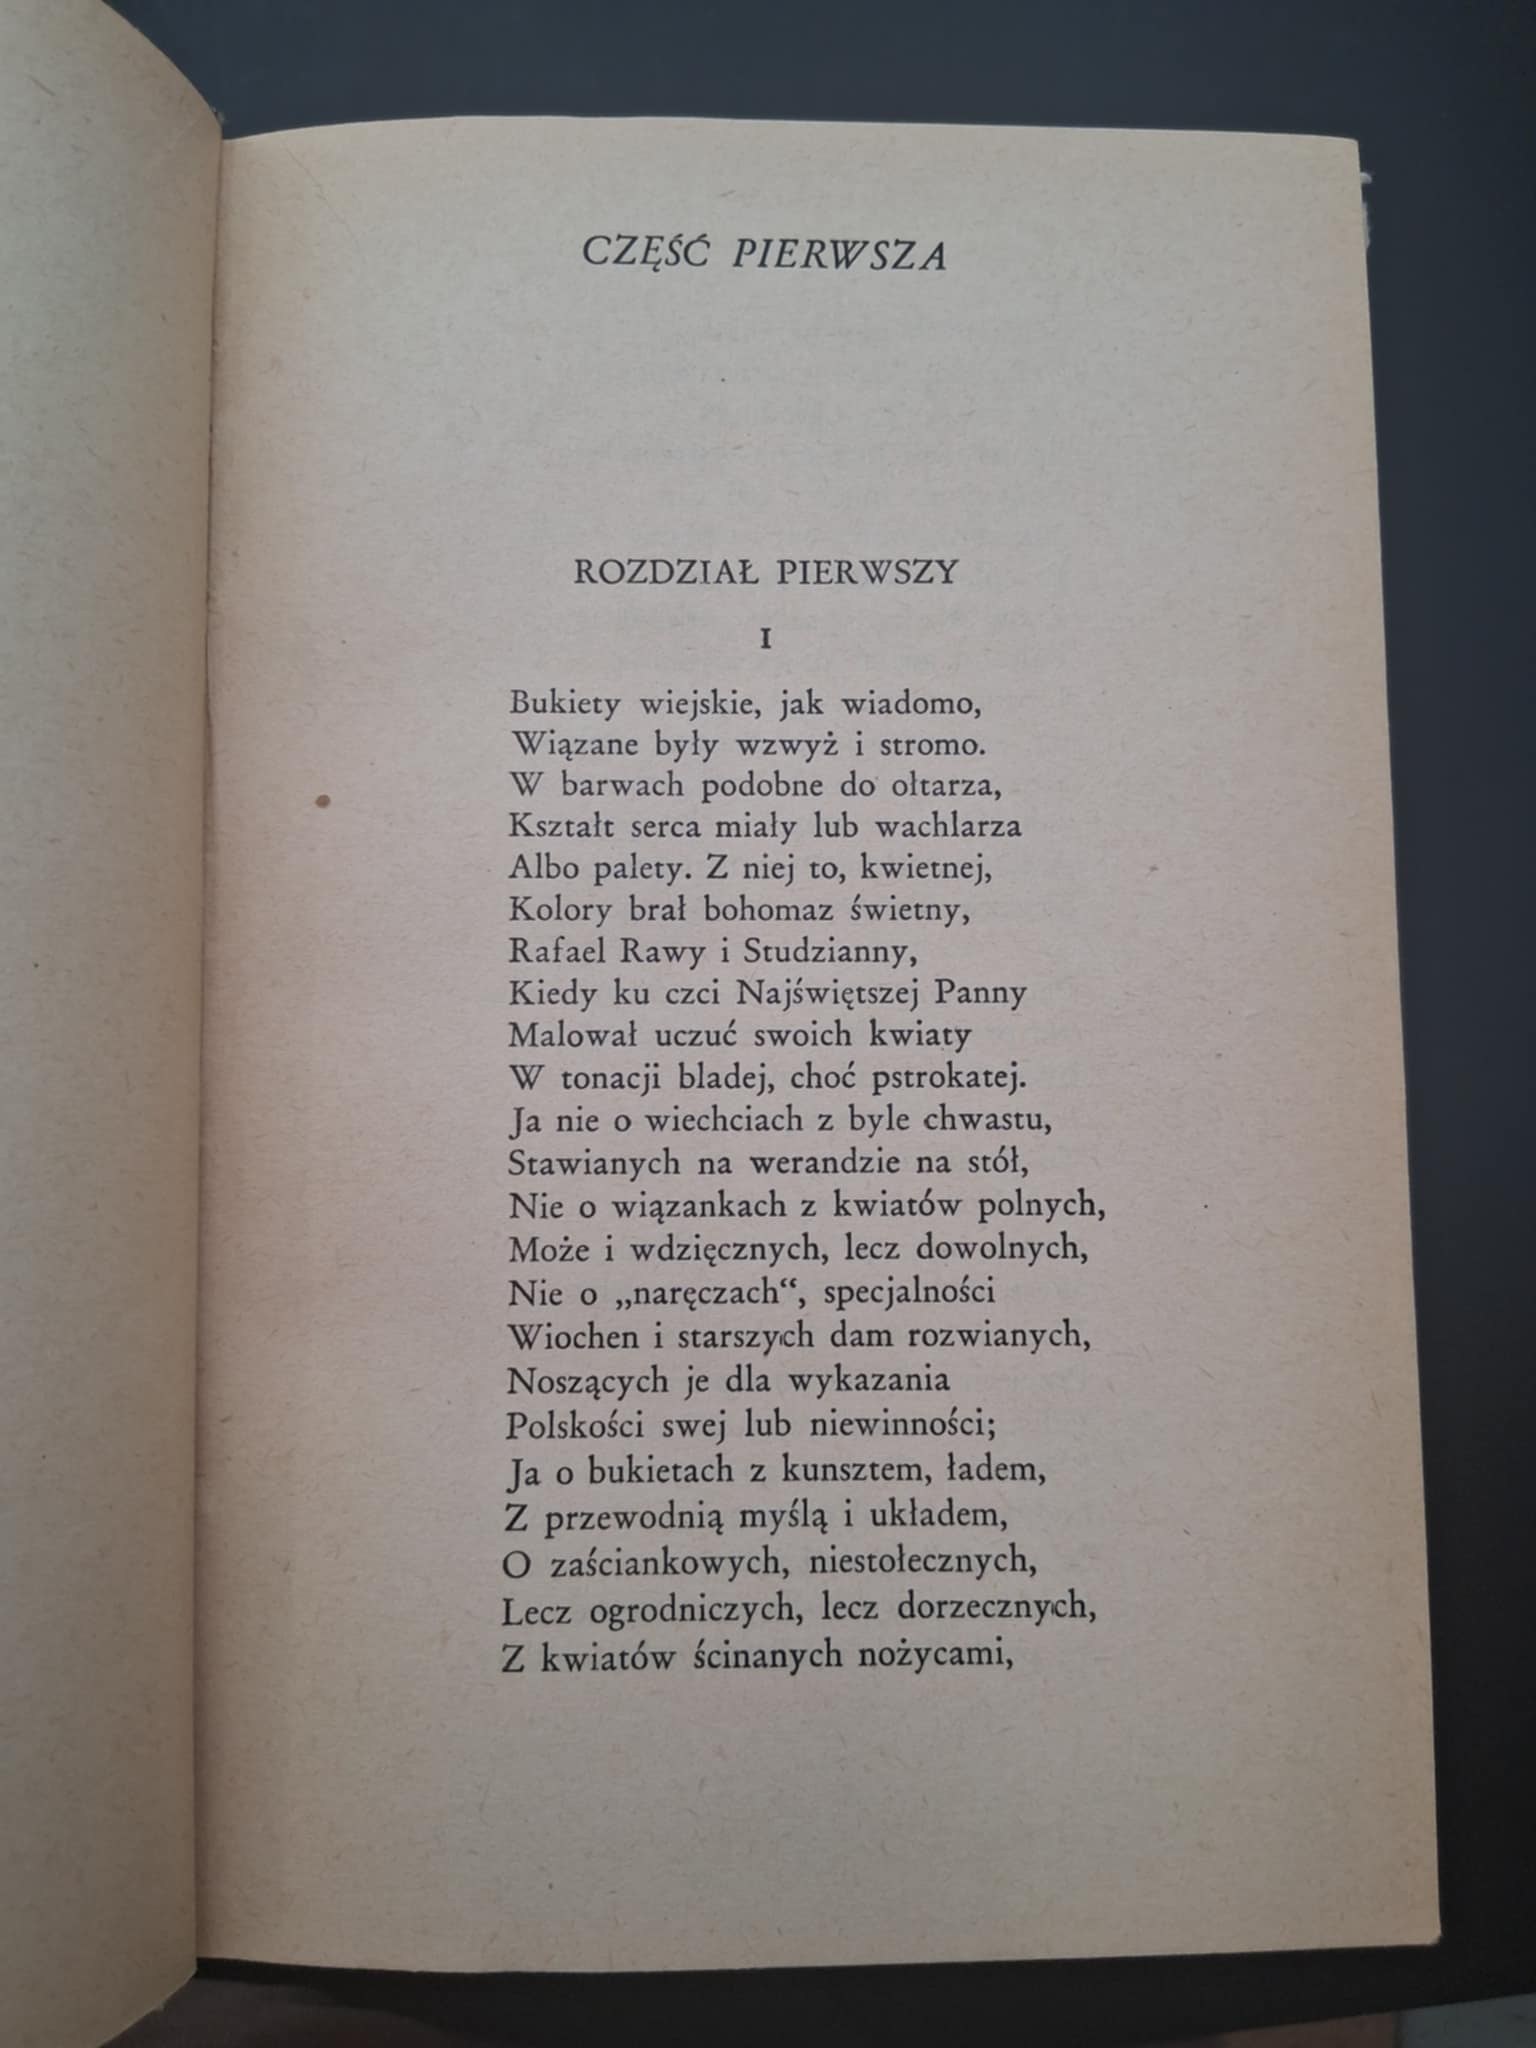 CZĘŚĆ PIERWSZA
ROZDZIAŁ PIERWSZY
I
Bukiety wiejskie, jak wiadomo,
Wiązane były wzwyż i stromo.
W barwach podobne do ołtarza,
Kształt serca miały lub wachlarza
Albo palety. Z niej to, kwietnej,
Kolory brał bohomaz świetny,
Rafael Rawy i Studzianny,
Kiedy ku czci Najświętszej Panny
Malował uczuć swoich kwiaty
W tonacji bladej, choć pstrokatej.
Ja nie o wiechciach z byle chwastu,
Stawianych na werandzie na stół,
Nie o wiązankach z kwiatów polnych,
Może i wdzięcznych, lecz dowolnych,
Nie o „naręczach“, specjalności
Wiochen i starszych dam rozwianych,
Noszących je dla wykazania
Polskości swej lub niewinności;
Ja o bukietach z kunsztem, ładem,
Z przewodnią myślą i układem,
O zaściankowych, niestołecznych,
Lecz ogrodniczych, lecz dorzecznych,
Z kwiatów ścinanych nożycami,